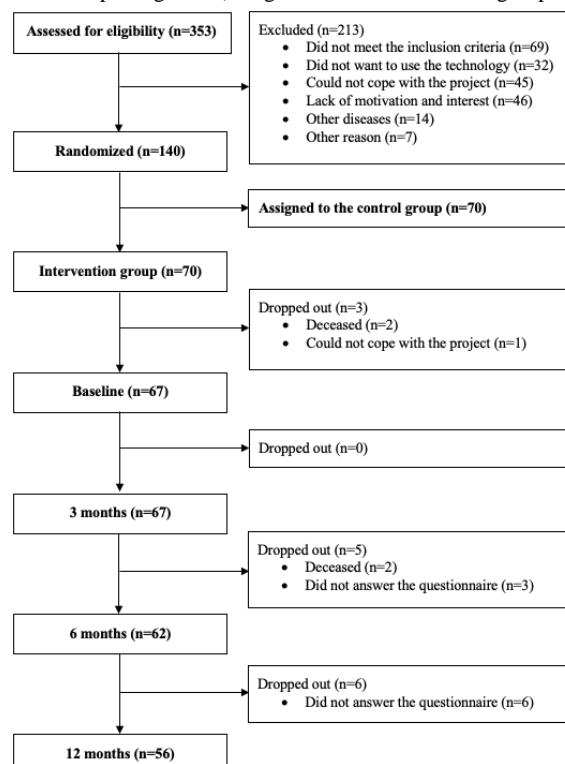 Assessed for eligibility (n=353)
Excluded (n=213)
• Did not meet the inclusion criteria (n=69)
• Did not want to use the technology (n=32)
• Could not cope with the project (n=45)
• Lack of motivation and interest (n=46)
• Other diseases (n=14)
• Other reason (n=7)
Randomized (n=140)
Assigned to the control group (n=70)
Intervention group (n=70)
Dropped out (n=3)
• Deceased (n=2)
• Could not cope with the project (n=1)
Baseline (n=67)
Dropped out (n=0)
3 months (n=67)
Dropped out (n=5)
• Deceased (n=2)
• Did not answer the questionnaire (n=3)
6 months (n=62)
Dropped out (n=6)
• Did not answer the questionnaire (n=6)
12 months (n=56)